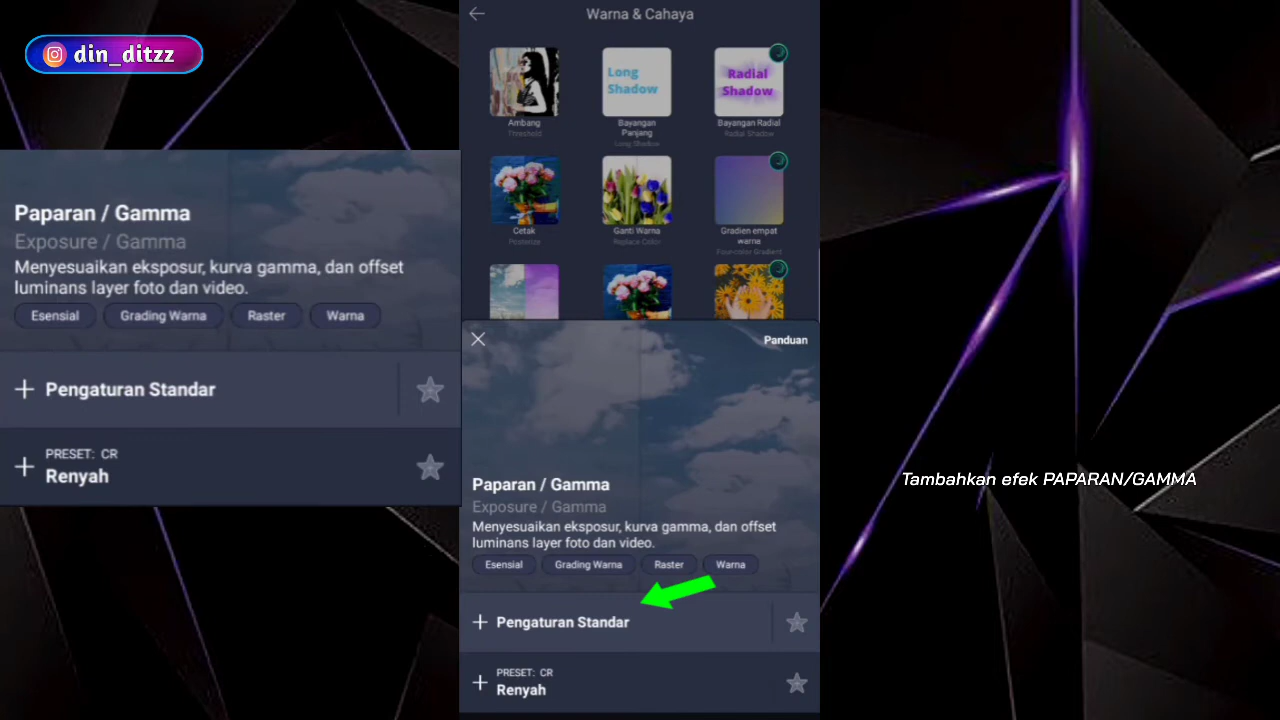 din_ditzz
Paparan / Gamma
Exposure / Gamma
Menyesuaikan eksposur, kurva gamma, dan offset
luminans layer foto dan video.
Esensial
Grading Warna
Raster
Warna
Pengaturan Standar
PRESET: CR
Renyah
Warna & Cahaya
Ambang
Threshold
Long
Shadow
Bayangan
Panjang
Long Shadow
Radial
Shadow
Bayangan Radial
Radial Shadow
Cetak
Posterize
Ganti Warna
Replace Color
Gradien empat
warna
Four-color Gradient
Panduan
Paparan / Gamma
Exposure / Gamma
Menyesuaikan eksposur, kurva gamma, dan offset
luminans layer foto dan video.
Esensial
Grading Warna
Raster
Warna
Pengaturan Standar
PRESET: CR
Renyah
Tambahkan efek PAPARAN/GAMMA